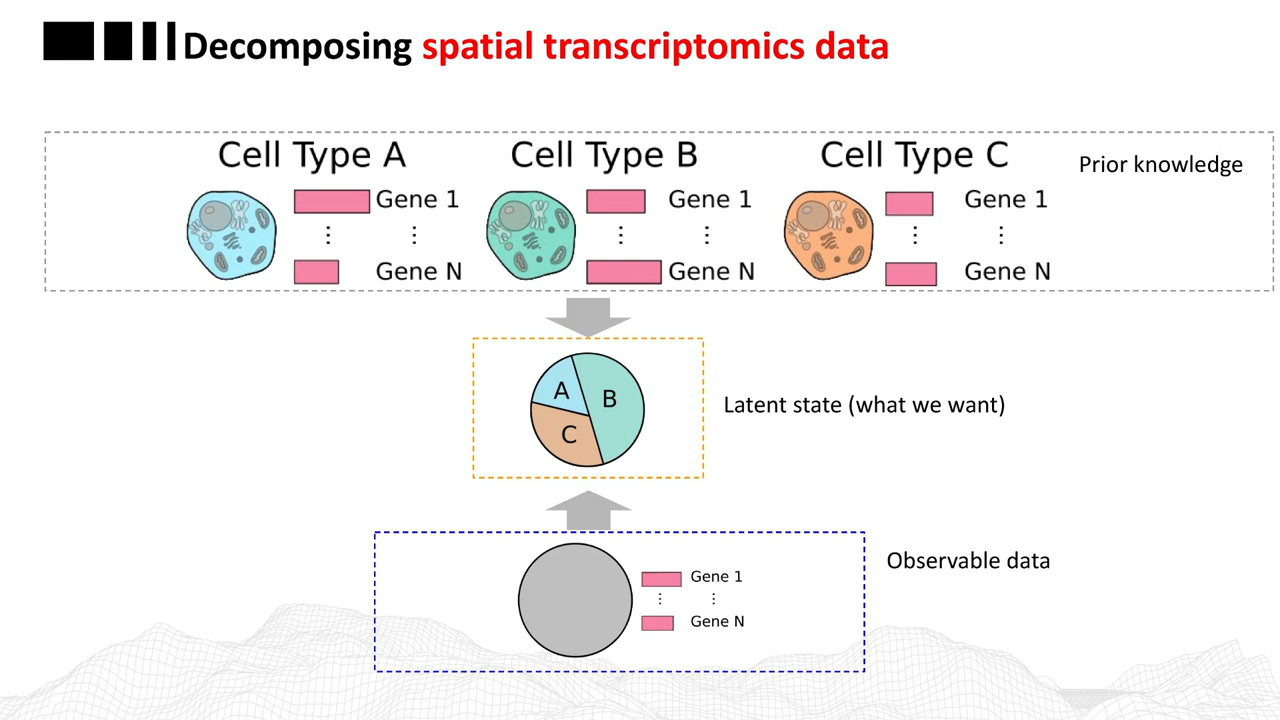 Decomposing spatial transcriptomics data
Cell Type A
Cell Type B
Cell Type C
Prior knowledge
Gene 1
Gene 1
Gene 1
⋮ ⋮
⋮ ⋮
⋮ ⋮
Gene N
Gene N
Gene N
A
B
C
Latent state (what we want)
Observable data
Gene 1
⋮ ⋮
Gene N